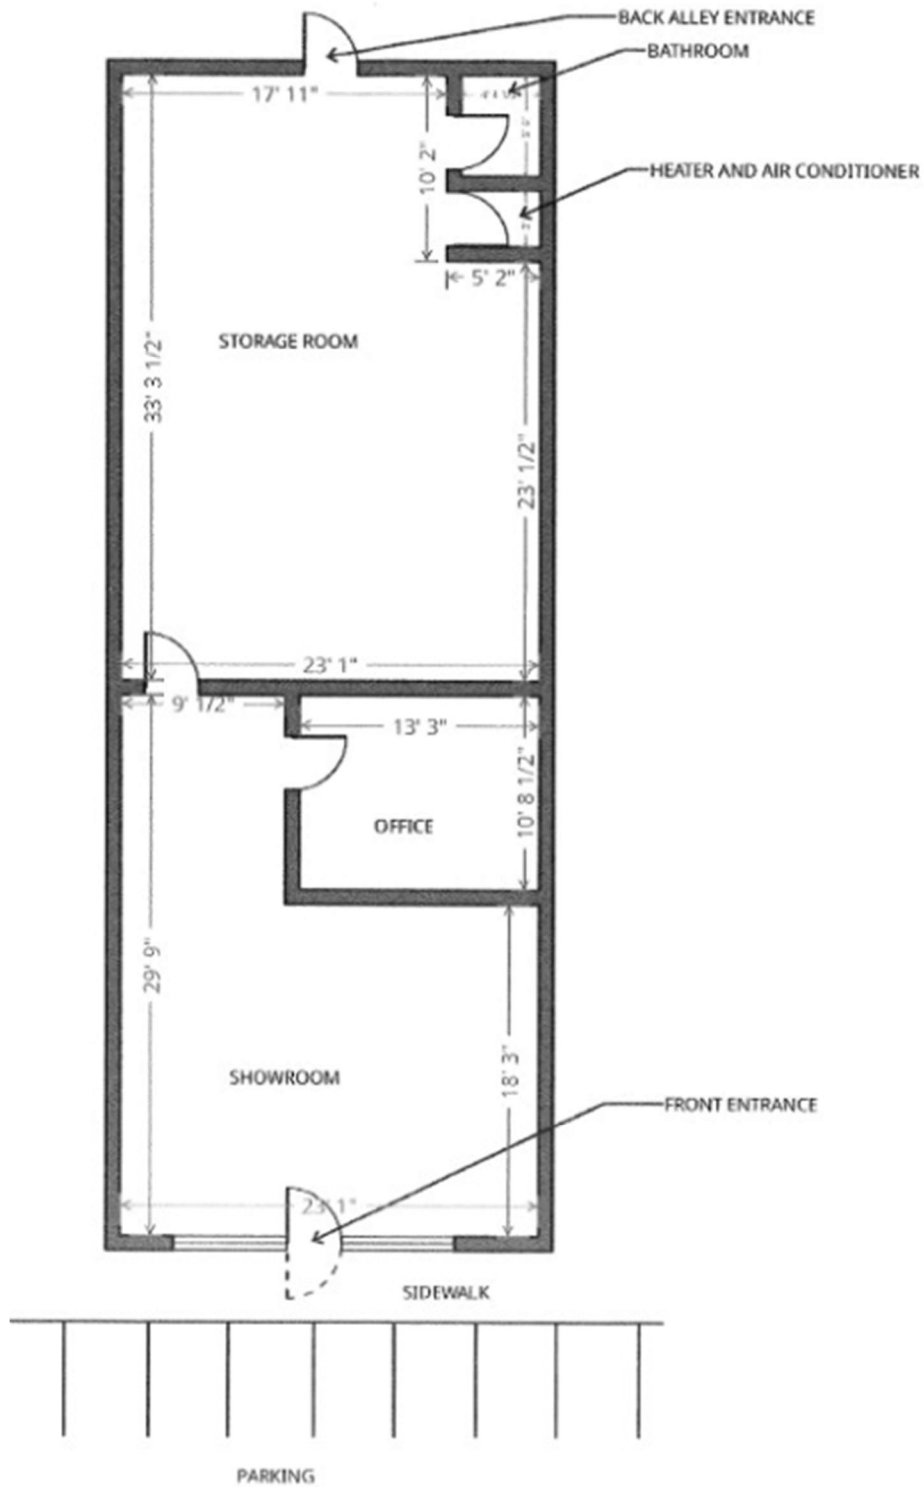 BACK ALLEY ENTRANCE
BATHROOM
17' 11"
10' 2"
HEATER AND AIR CONDITIONER
5' 2"
STORAGE ROOM
33' 3 1/2"
23' 1/2"
23' 1"
9' 1/2"
13' 3"
10' 8 1/2"
OFFICE
29' 9"
SHOWROOM
18' 3"
FRONT ENTRANCE
23' 1"
SIDEWALK
PARKING